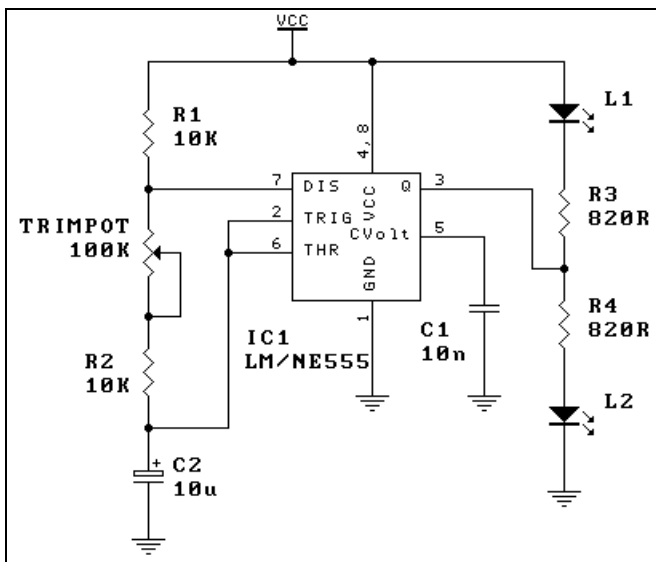 VCC
R1
10K
TRIMPOT
100K
R2
10K
C2
+
10u
4,8
7
2
6
DIS
TRIG
THR
VCC
Q
CVolt
GND
3
5
1
IC1
LM/NE555
C1
10n
L1
R3
820R
R4
820R
L2